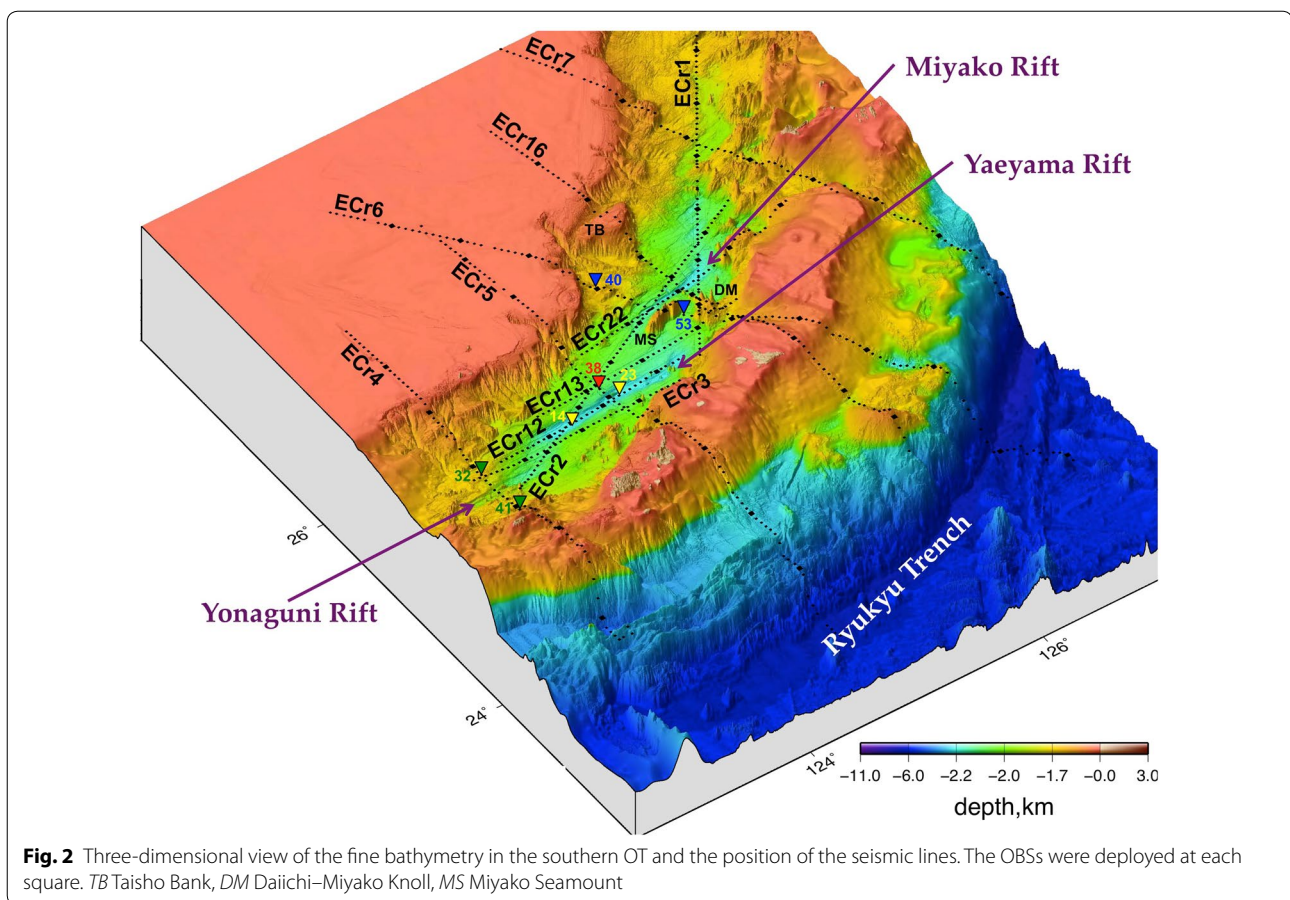 ECr7
ECr1
Miyako Rift
ECr16
Yaeyama Rift
ECr6
TB
ECr5
40
DM
ECr22
53
MS
ECr4
38
23
ECr13
ECr3
14
ECr12
32
ECr2
41
26°
Yonaguni Rift
Ryukyu Trench
126°
24°
124°
−11.0 −6.0 −2.2 −2.0 −1.7 −0.0 3.0
depth,km
Fig. 2 Three-dimensional view of the fine bathymetry in the southern OT and the position of the seismic lines. The OBSs were deployed at each
square. TB Taisho Bank, DM Daiichi–Miyako Knoll, MS Miyako Seamount